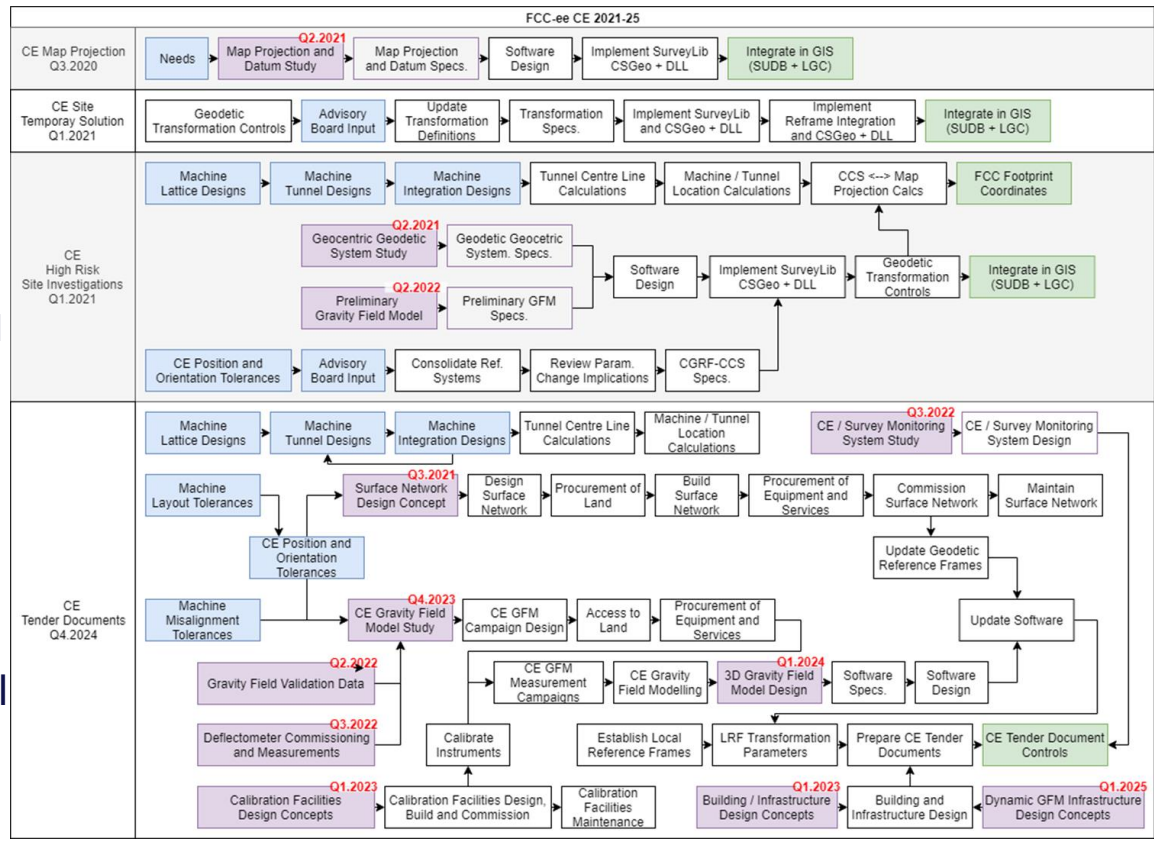 FCC-ee CE 2021-25
CE Map Projection
Q3.2020
Needs
Q2.2021
Map Projection and
Datum Study
Map Projection
and Datum Specs.
Software
Design
Implement SurveyLib
CSGeo + DLL
Integrate in GIS
(SUDB + LGC)
CE Site
Temporay Solution
Q1.2021
Geodetic
Transformation Controls
Advisory
Board Input
Update
Transformation
Definitions
Transformation
Specs.
Implement SurveyLib
and CSGeo + DLL
Implement
Reframe Integration
and CSGeo + DLL
Integrate in GIS
(SUDB + LGC)
CE
High Risk
Site Investigations
Q1.2021
Machine
Lattice Designs
Machine
Tunnel Designs
Machine
Integration Designs
Tunnel Centre Line
Calculations
Machine / Tunnel
Location Calculations
CCS <--> Map
Projection Calcs
FCC Footprint
Coordinates
Q2.2021
Geocentric Geodetic
System Study
Geodetic Geocetric
System. Specs.
Q2.2022
Preliminary
Gravity Field Model
Preliminary GFM
Specs.
Software
Design
Implement SurveyLib
CSGeo + DLL
Geodetic
Transformation
Controls
Integrate in GIS
(SUDB + LGC)
CE Position and
Orientation Tolerances
Advisory
Board Input
Consolidate Ref.
Systems
Review Param.
Change Implications
CGRF-CCS
Specs.
CE
Tender Documents
Q4.2024
Machine
Lattice Designs
Machine
Tunnel Designs
Machine
Integration Designs
Tunnel Centre Line
Calculations
Machine / Tunnel
Location
Calculations
Q3.2022
CE / Survey Monitoring
System Study
CE / Survey Monitoring
System Design
Machine
Layout Tolerances
Q3.2021
Surface Network
Design Concept
Design
Surface
Network
Procurement of
Land
Build
Surface
Network
Procurement of
Equipment and
Services
Commission
Surface Network
Maintain
Surface Network
CE Position and
Orientation
Tolerances
Update Geodetic
Reference Frames
Machine
Misalignment
Tolerances
Q4.2023
CE Gravity Field
Model Study
CE GFM
Campaign Design
Access to
Land
Procurement of
Equipment and
Services
Update Software
Q2.2022
Gravity Field Validation Data
CE GFM
Measurement
Campaigns
CE Gravity
Field Modelling
Q1.2024
3D Gravity Field
Model Design
Software
Specs.
Software
Design
Q3.2022
Deflectometer Commissioning
and Measurements
Calibrate
Instruments
Establish Local
Reference Frames
LRF Transformation
Parameters
Prepare CE Tender
Documents
CE Tender Document
Controls
Q1.2023
Calibration Facilities
Design Concepts
Calibration Facilities Design,
Build and Commission
Calibration
Facilities
Maintenance
Q1.2023
Building / Infrastructure
Design Concepts
Building and
Infrastructure Design
Q1.2025
Dynamic GFM Infrastructure
Design Concepts